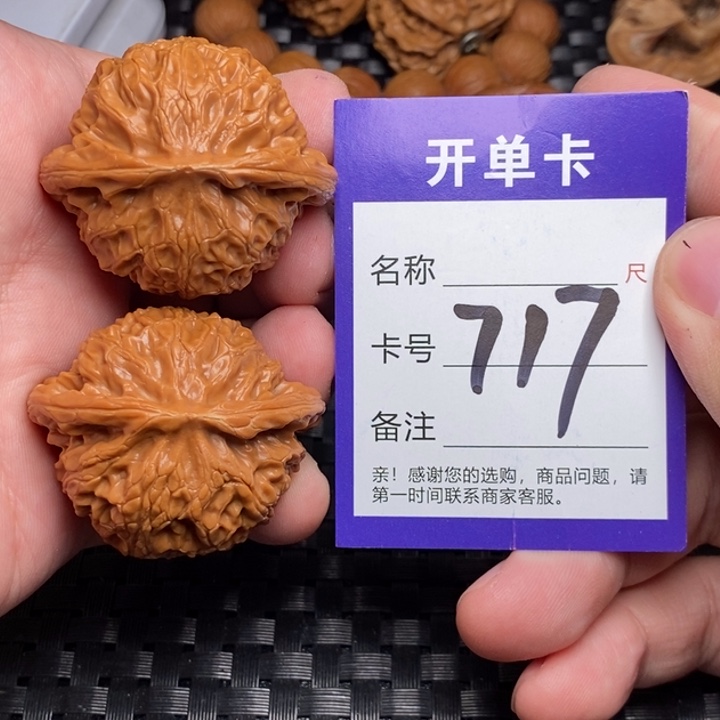 开单卡
名称 尺
卡号 717
备注
亲！感谢您的选购，商品问题，请
第一时间联系商家客服。